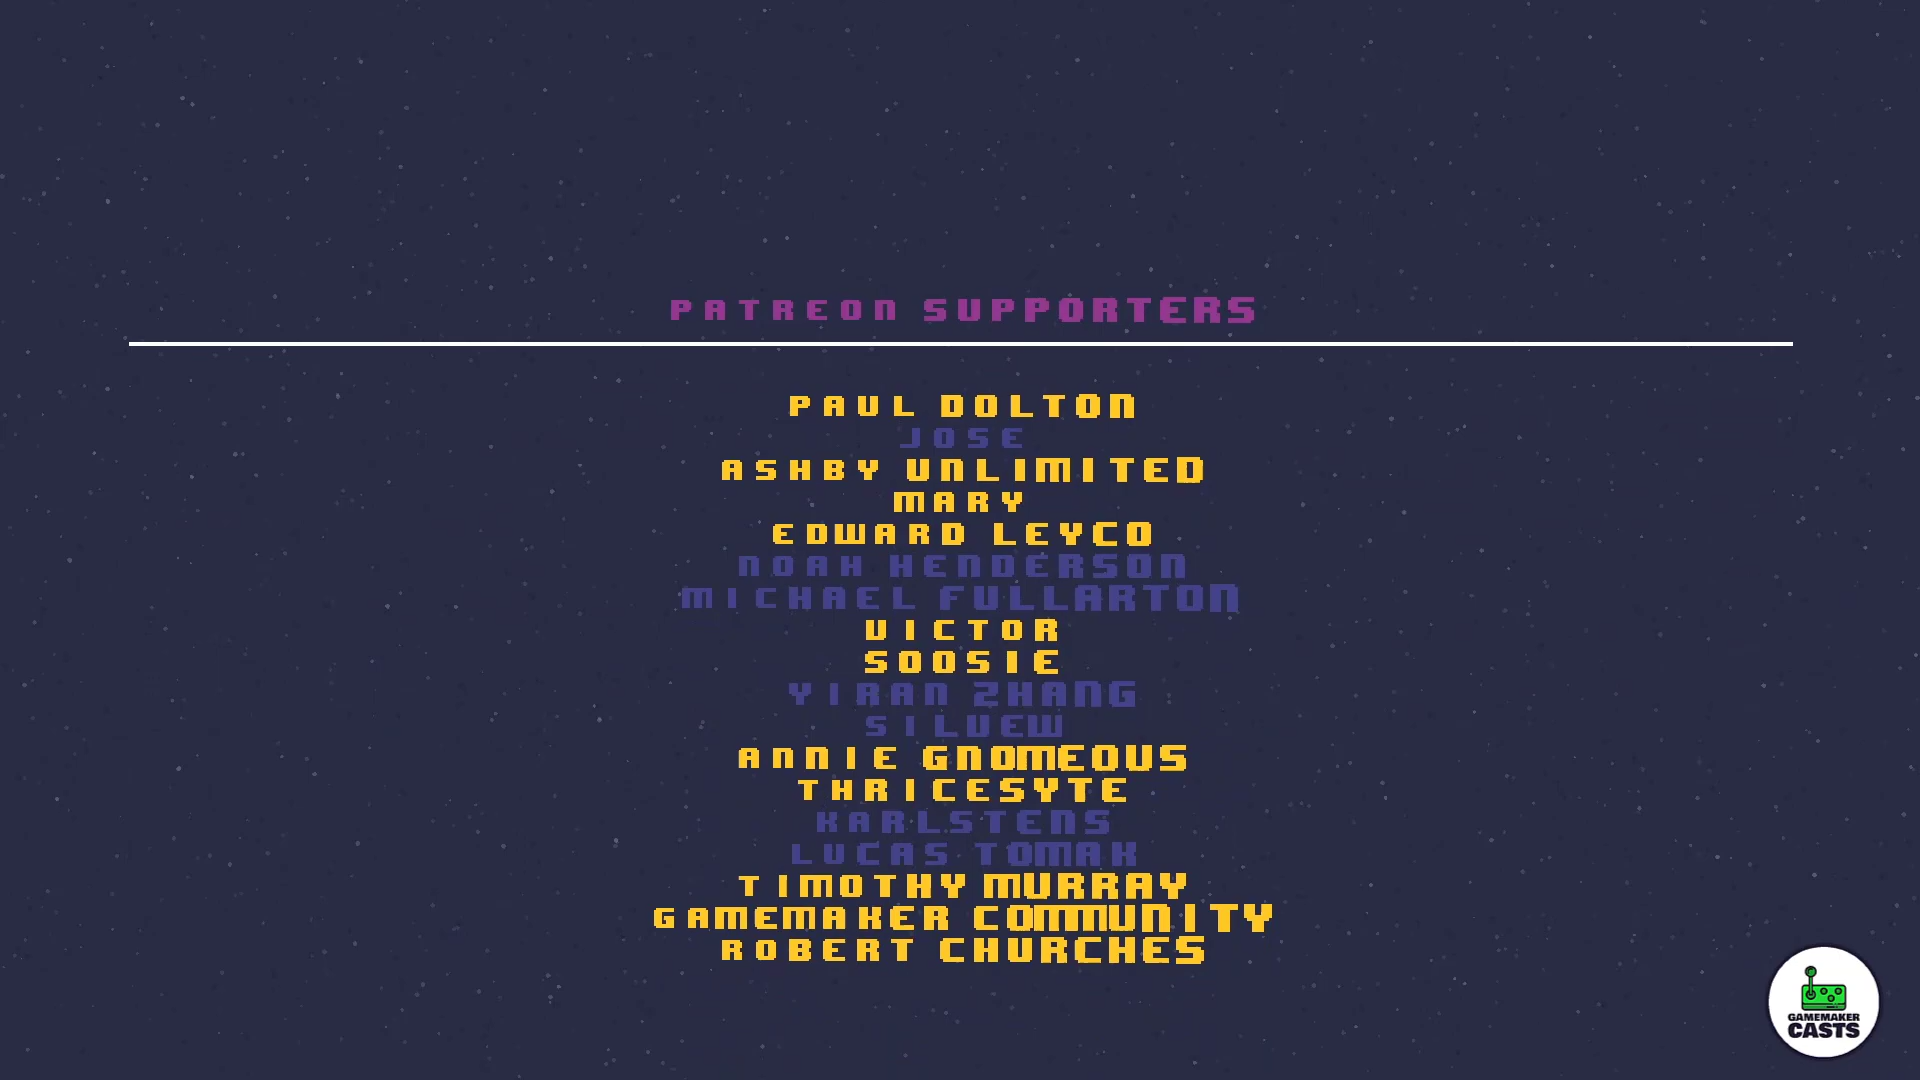 PATREON SUPPORTERS
PAUL DOLTON
JOSE
ASHBY UNLIMITED
MARY
EDWARD LEYCO
NOAH HENDERSON
MICHAEL FULLARTON
VICTOR
SOOSIE
YIRAN ZHANG
SILVEW
ANNIE GNOMEOUS
THRICESYTE
KARLSTENS
LUCAS TOMAK
TIMOTHY MURRAY
GAMEMAKER COMMUNITY
ROBERT CHURCHES
GAMEMAKER
CASTS